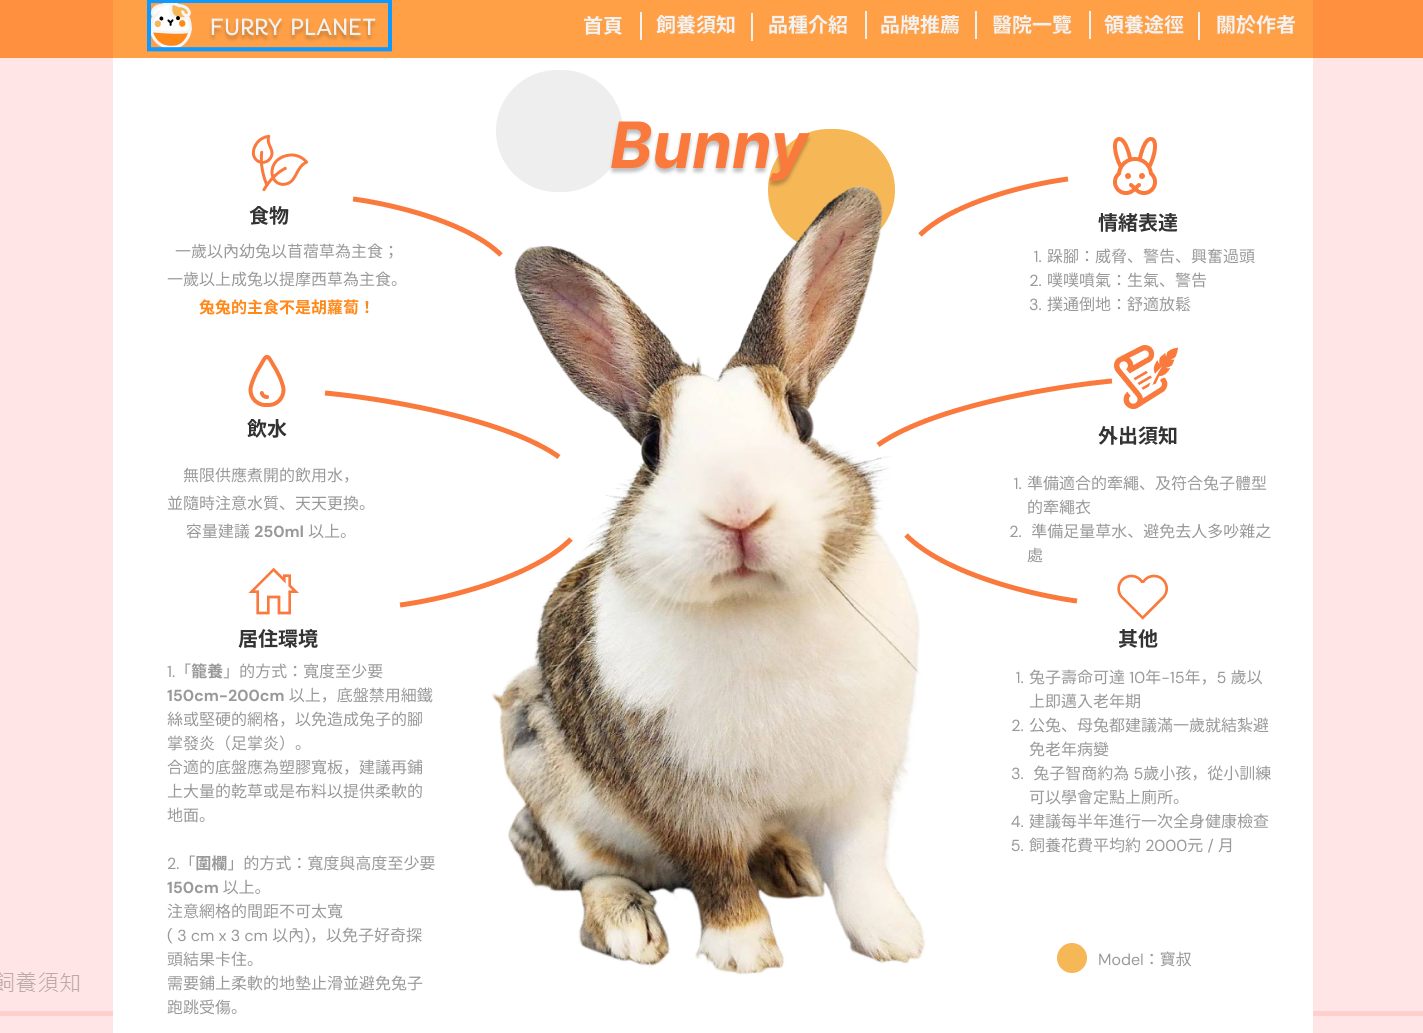 FURRY PLANET
首頁
飼養須知
品種介紹
品牌推薦
醫院一覽
領養途徑
關於作者
Bunny
食物
一歲以內幼兔以苜蓿草為主食；
一歲以上成兔以提摩西草為主食。
兔兔的主食不是胡蘿蔔！
飲水
無限供應煮開的飲用水，
並隨時注意水質、天天更換。
容量建議 250ml 以上。
居住環境
1.「籠養」的方式：寬度至少要
150cm-200cm 以上，底盤禁用細鐵
絲或堅硬的網格，以免造成兔子的腳
掌發炎（足掌炎）。
合適的底盤應為塑膠寬板，建議再鋪
上大量的乾草或是布料以提供柔軟的
地面。
2.「圍欄」的方式：寬度與高度至少要
150cm 以上。
注意網格的間距不可太寬
( 3 cm x 3 cm 以內)，以免子好奇探
頭結果卡住。
需要鋪上柔軟的地墊止滑並避免兔子
跑跳受傷。
情緒表達
1. 跺腳：威脅、警告、興奮過頭
2. 噗噗噴氣：生氣、警告
3. 撲通倒地：舒適放鬆
外出須知
1. 準備適合的牽繩、及符合兔子體型
的牽繩衣
2. 準備足量草水、避免去人多吵雜之
處
其他
1. 兔子壽命可達 10年-15年，5 歲以
上即邁入老年期
2. 公兔、母兔都建議滿一歲就結紮避
免老年病變
3. 兔子智商約為 5歲小孩，從小訓練
可以學會定點上廁所。
4. 建議每半年進行一次全身健康檢查
5. 飼養花費平均約 2000元 / 月
Model：寶叔
飼養須知